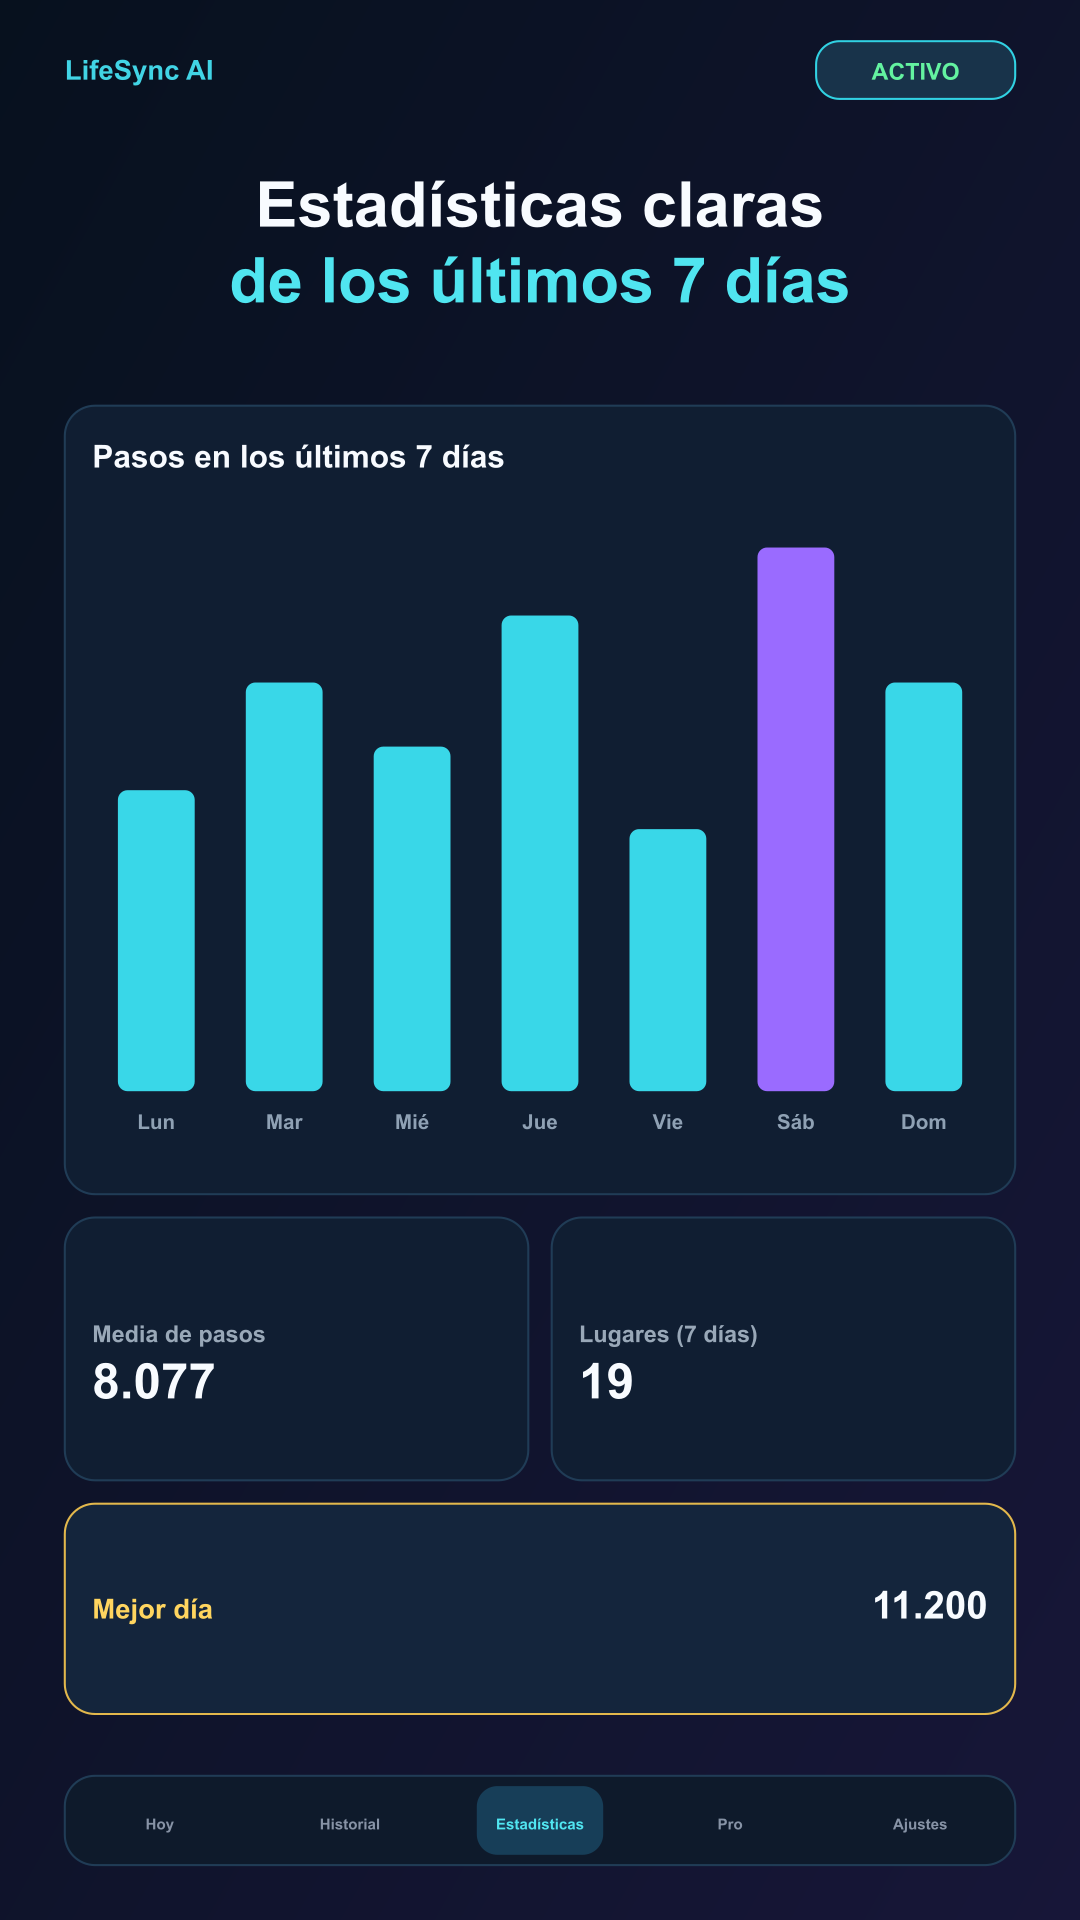 LifeSync AI
ACTIVO
Estadísticas claras
de los últimos 7 días
Pasos en los últimos 7 días
Lun Mar Mié Jue Vie Sáb Dom
Media de pasos
8.077
Lugares (7 días)
19
Mejor día
11.200
Hoy Historial Estadísticas Pro Ajustes